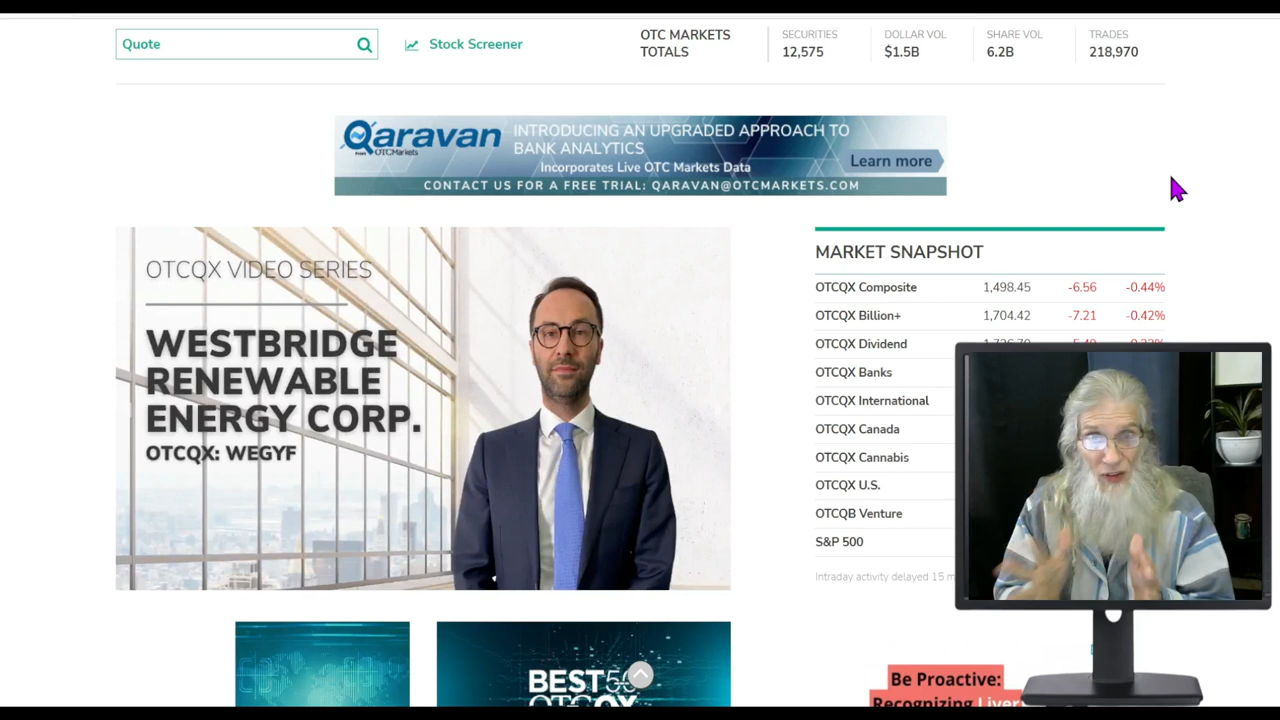 Quote
Stock Screener
OTC MARKETS
TOTALS
SECURITIES
12,575
DOLLAR VOL
$1.5B
SHARE VOL
6.2B
TRADES
218,970
Qaravan
from OTCMarkets
INTRODUCING AN UPGRADED APPROACH TO
BANK ANALYTICS
Incorporates Live OTC Markets Data
Learn more
CONTACT US FOR A FREE TRIAL: QARAVAN@OTCMARKETS.COM
OTCQX VIDEO SERIES
WESTBRIDGE
RENEWABLE
ENERGY CORP.
OTCQX: WEGYF
MARKET SNAPSHOT
OTCQX Composite 1,498.45 -6.56 -0.44%
OTCQX Billion+ 1,704.42 -7.21 -0.42%
OTCQX Dividend
OTCQX Banks
OTCQX International
OTCQX Canada
OTCQX Cannabis
OTCQX U.S.
OTCQB Venture
S&P 500
Intraday activity delayed 15
BEST50
OTCQX
Be Proactive:
Recognizing Liver